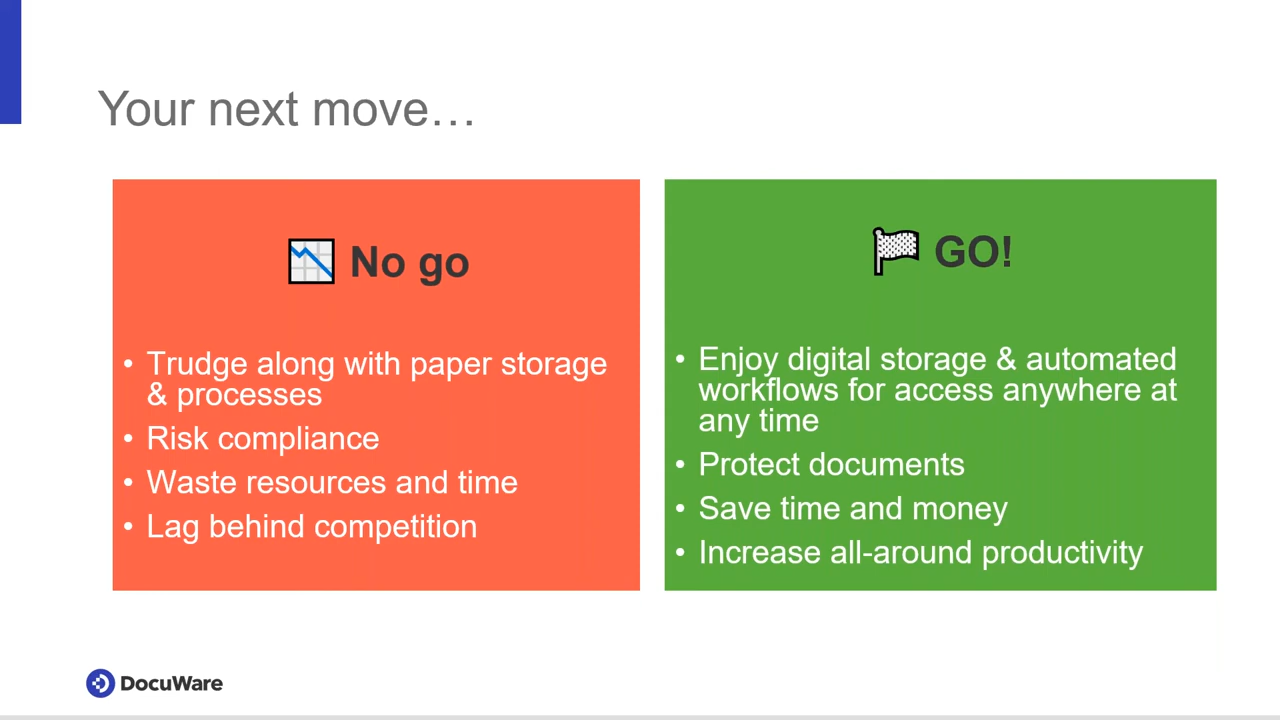 Your next move…
No go
• Trudge along with paper storage
& processes
• Risk compliance
• Waste resources and time
• Lag behind competition
GO!
• Enjoy digital storage & automated
workflows for access anywhere at
any time
• Protect documents
• Save time and money
• Increase all-around productivity
DocuWare